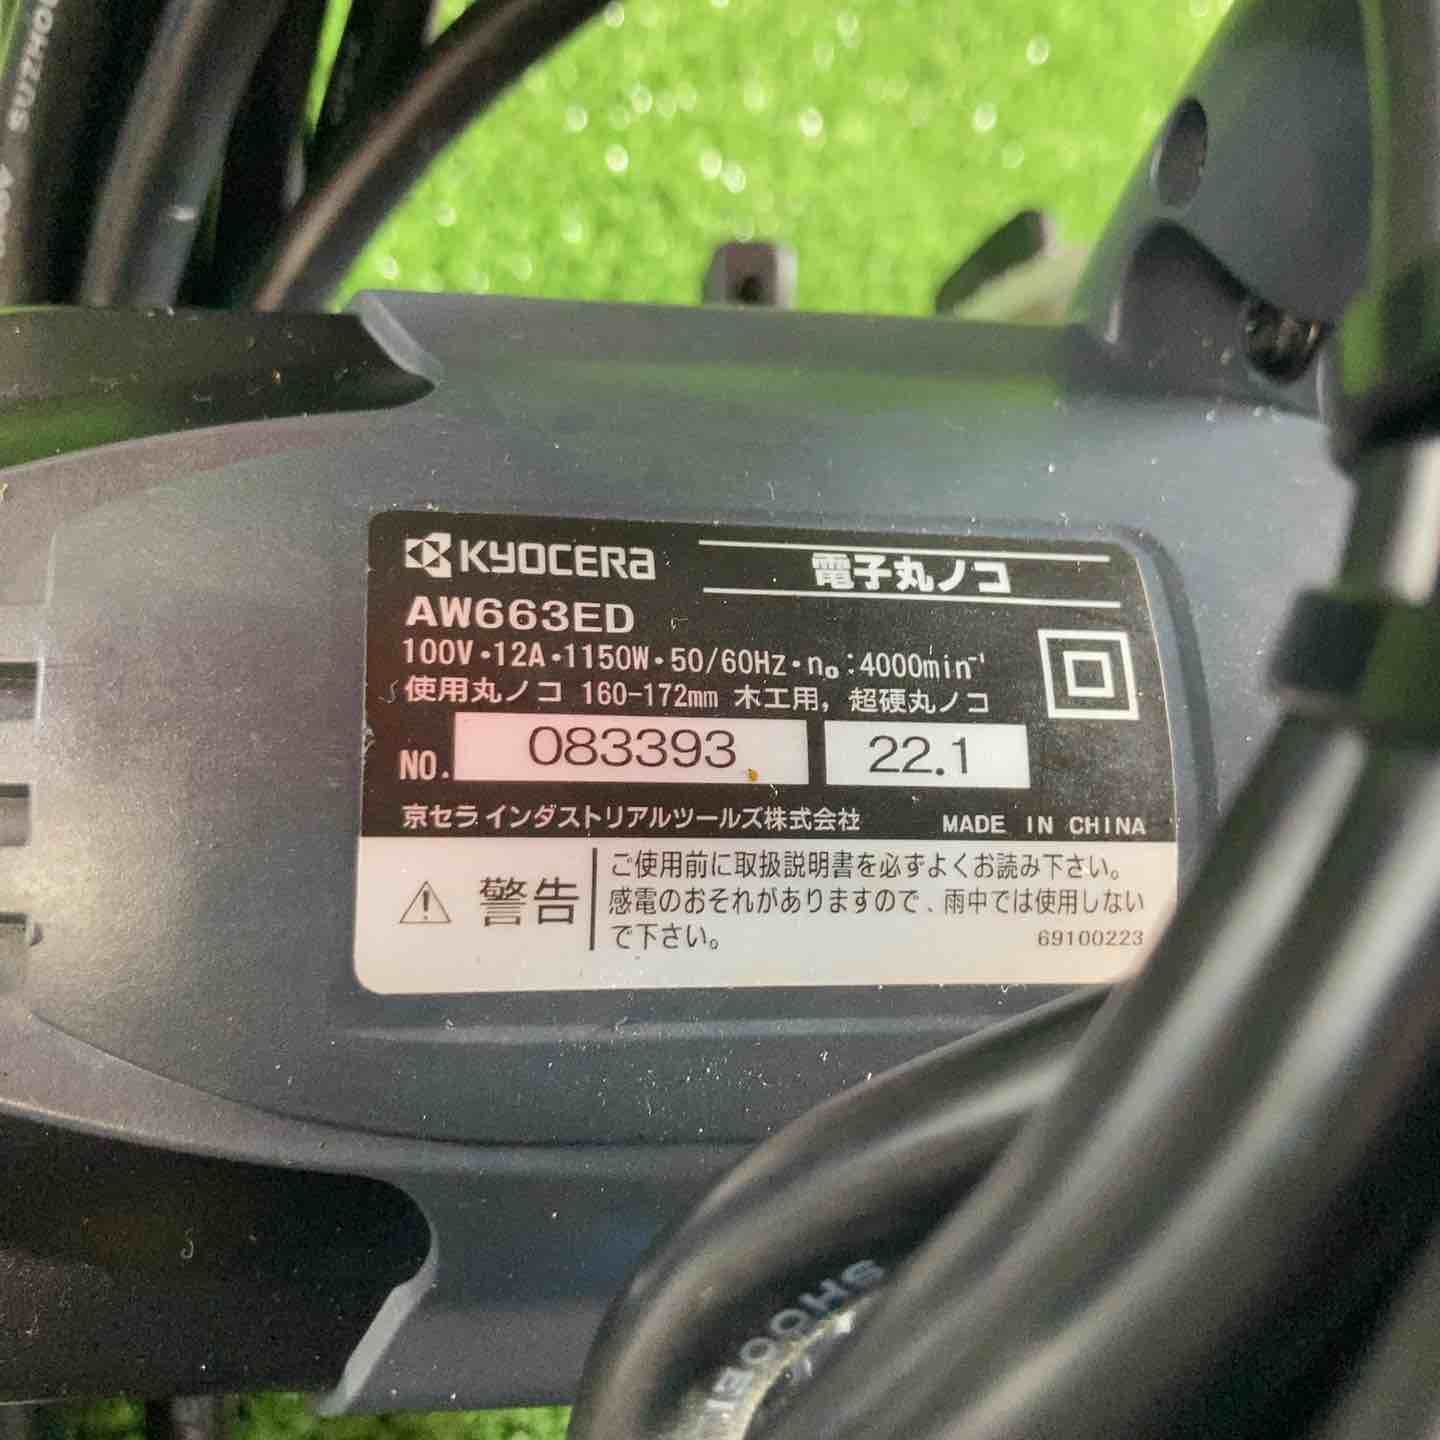 SUZHOU
KYOCERA
電子丸ノコ
AW663ED
100V・12A・1150W・50/60Hz・n₀:4000min⁻¹
使用丸ノコ 160-172mm 木工用，超硬丸ノコ
NO. 083393 22.1
京セラ インダストリアルツールズ株式会社 MADE IN CHINA
⚠ 警告
ご使用前に取扱説明書を必ずよくお読み下さい。
感電のおそれがありますので、雨中では使用しない
で下さい。
69100223